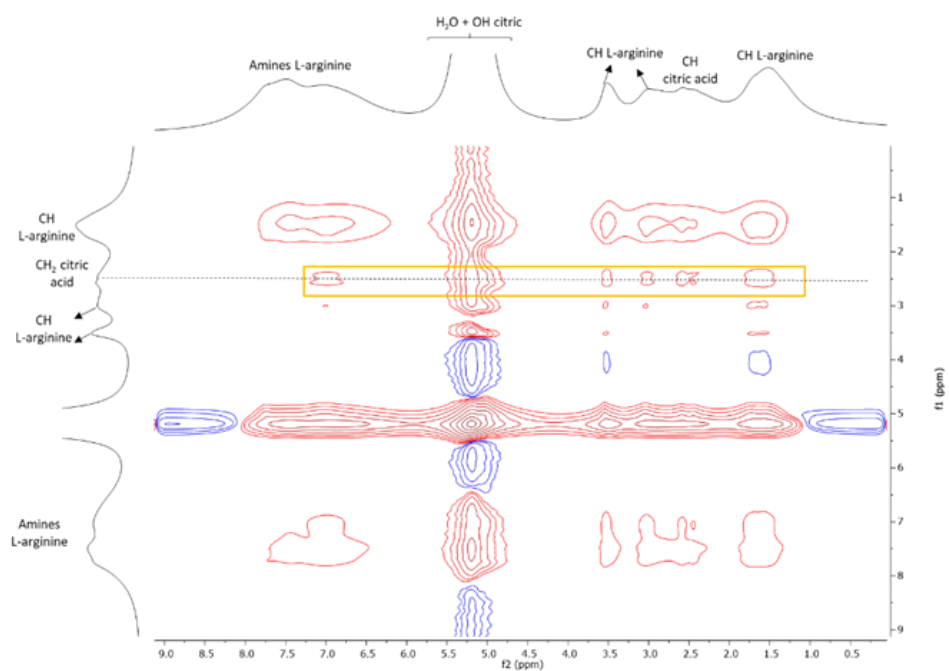 H₂O + OH citric
Amines L-arginine
CH L-arginine
CH
citric acid
CH L-arginine
CH
L-arginine
CH₂ citric
acid
CH
L-arginine
Amines
L-arginine
1
2
3
4
5
6
7
8
9
f1 (ppm)
9.0 8.5 8.0 7.5 7.0 6.5 6.0 5.5 5.0 4.5 4.0 3.5 3.0 2.5 2.0 1.5 1.0 0.5
f2 (ppm)